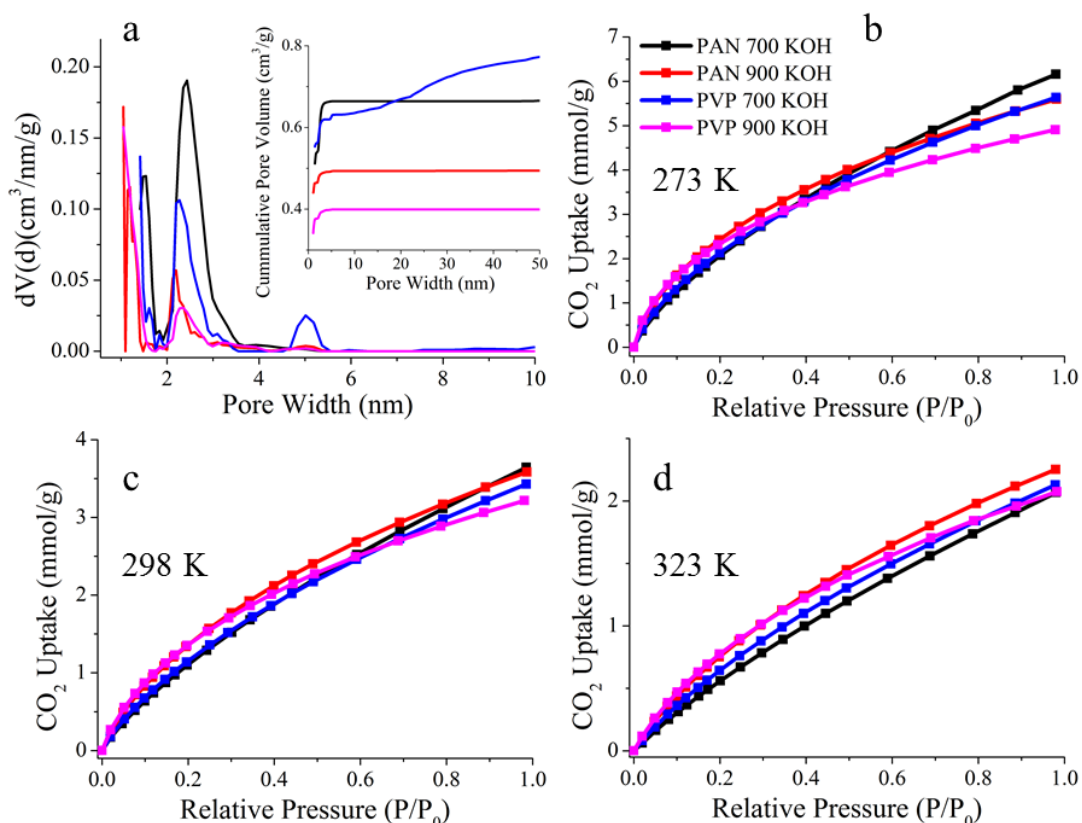 a
0.20
0.15
0.10
0.05
0.00
dV(d)(cm³/nm/g)
2
4
6
8
10
Pore Width (nm)
0.8
0.6
0.4
Cummulative Pore Volume (cm³/g)
0
10
20
30
40
50
Pore Width (nm)
b
PAN 700 KOH
PAN 900 KOH
PVP 700 KOH
PVP 900 KOH
273 K
7
6
5
4
3
2
1
0
CO₂ Uptake (mmol/g)
0.0
0.2
0.4
0.6
0.8
1.0
Relative Pressure (P/P₀)
c
298 K
4
3
2
1
0
CO₂ Uptake (mmol/g)
0.0
0.2
0.4
0.6
0.8
1.0
Relative Pressure (P/P₀)
d
323 K
2
1
0
CO₂ Uptake (mmol/g)
0.0
0.2
0.4
0.6
0.8
1.0
Relative Pressure (P/P₀)